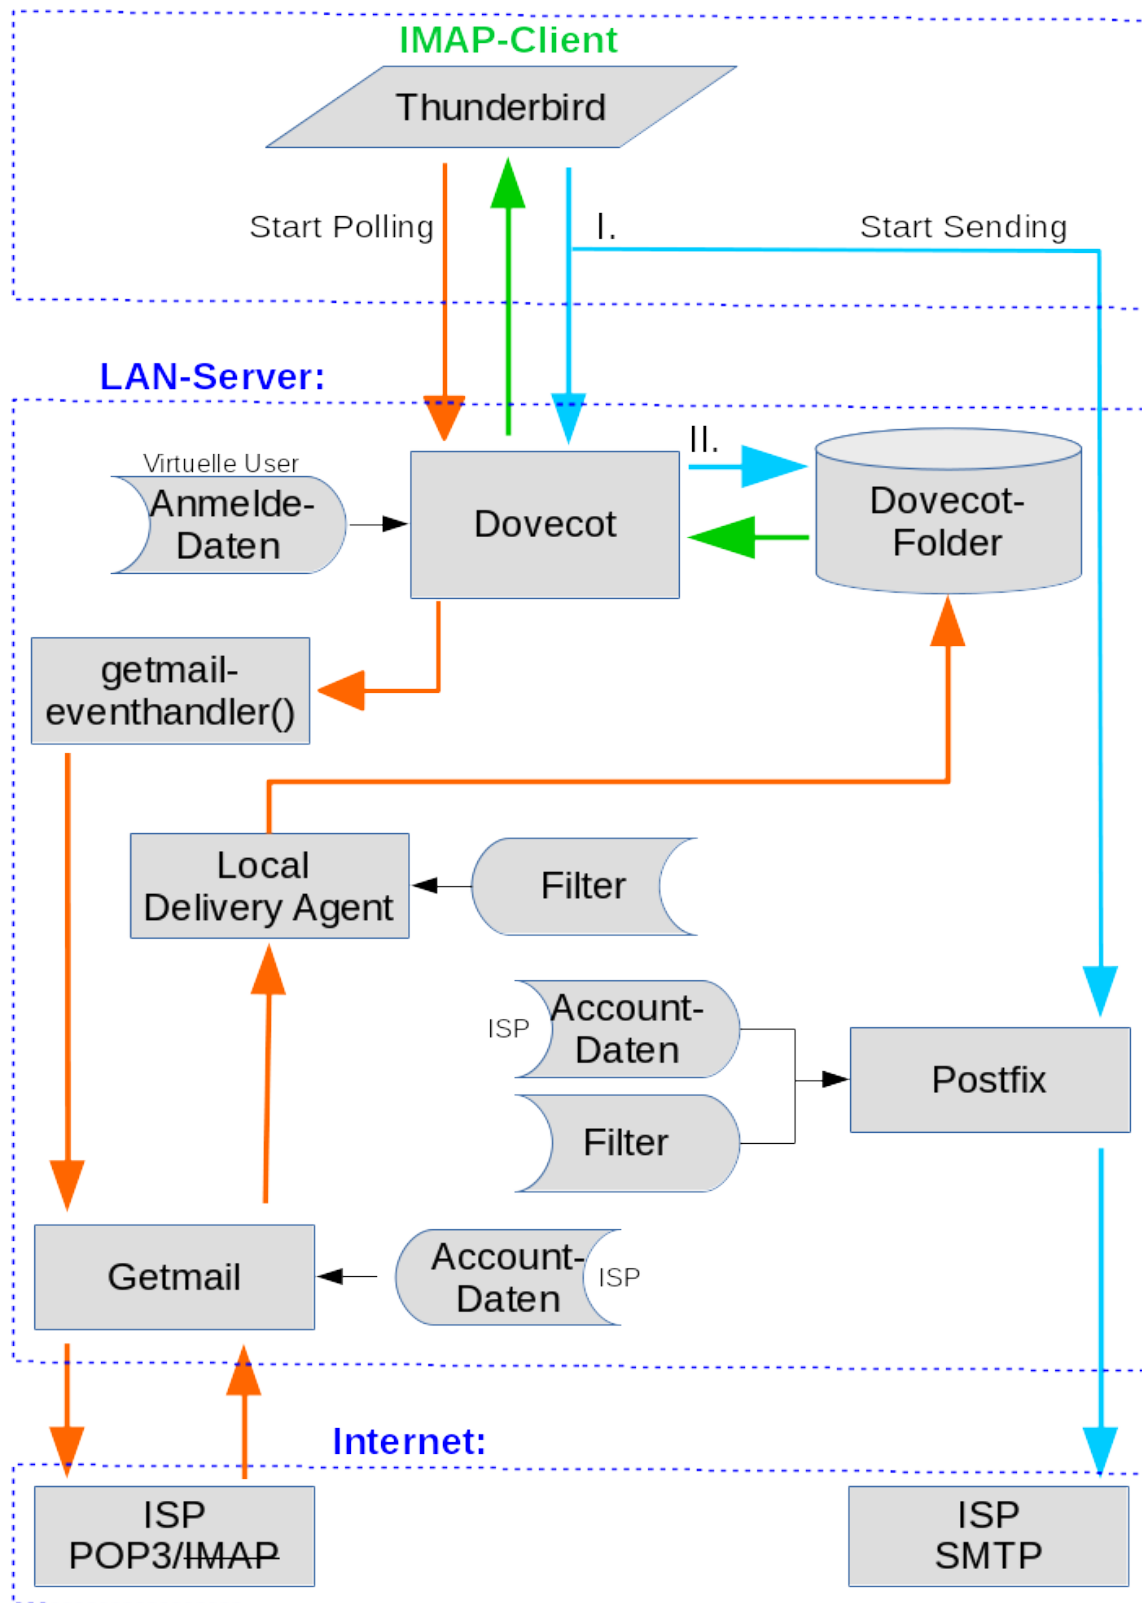 IMAP-Client
Thunderbird
Start Polling
I.
Start Sending
LAN-Server:
Virtuelle User
Anmelde-
Daten
Dovecot
II.
Dovecot-
Folder
getmail-
eventhandler()
Local
Delivery Agent
Filter
ISP
Account-
Daten
Filter
Postfix
Getmail
Account-
Daten
ISP
Internet:
ISP
POP3/IMAP
ISP
SMTP